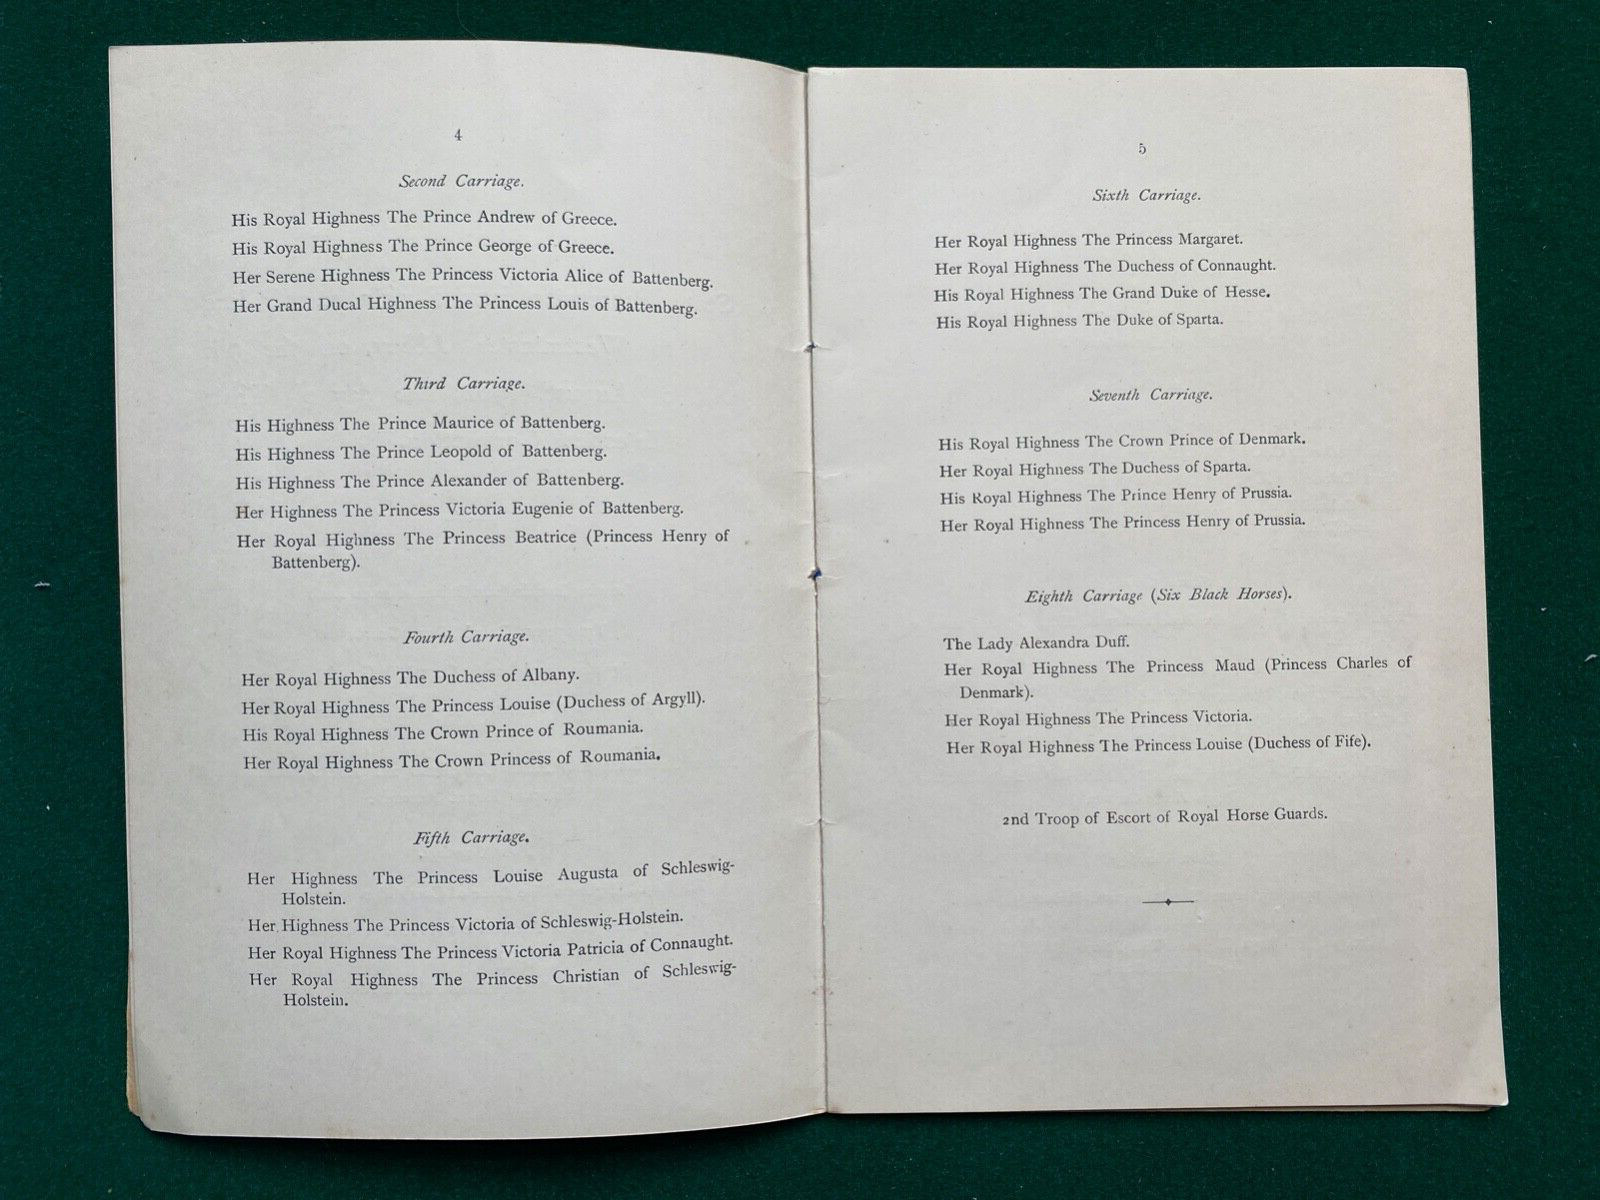 4
Second Carriage.
His Royal Highness The Prince Andrew of Greece.
His Royal Highness The Prince George of Greece.
Her Serene Highness The Princess Victoria Alice of Battenberg.
Her Grand Ducal Highness The Princess Louis of Battenberg.
Third Carriage.
His Highness The Prince Maurice of Battenberg.
His Highness The Prince Leopold of Battenberg.
His Highness The Prince Alexander of Battenberg.
Her Highness The Princess Victoria Eugenie of Battenberg.
Her Royal Highness The Princess Beatrice (Princess Henry of
Battenberg).
Fourth Carriage.
Her Royal Highness The Duchess of Albany.
Her Royal Highness The Princess Louise (Duchess of Argyll).
His Royal Highness The Crown Prince of Roumania.
Her Royal Highness The Crown Princess of Roumania.
Fifth Carriage.
Her Highness The Princess Louise Augusta of Schleswig-
Holstein.
Her Highness The Princess Victoria of Schleswig-Holstein.
Her Royal Highness The Princess Victoria Patricia of Connaught.
Her Royal Highness The Princess Christian of Schleswig-
Holstein.
5
Sixth Carriage.
Her Royal Highness The Princess Margaret.
Her Royal Highness The Duchess of Connaught.
His Royal Highness The Grand Duke of Hesse.
His Royal Highness The Duke of Sparta.
Seventh Carriage.
His Royal Highness The Crown Prince of Denmark.
Her Royal Highness The Duchess of Sparta.
His Royal Highness The Prince Henry of Prussia.
Her Royal Highness The Princess Henry of Prussia.
Eighth Carriage (Six Black Horses).
The Lady Alexandra Duff.
Her Royal Highness The Princess Maud (Princess Charles of
Denmark).
Her Royal Highness The Princess Victoria.
Her Royal Highness The Princess Louise (Duchess of Fife).
2nd Troop of Escort of Royal Horse Guards.